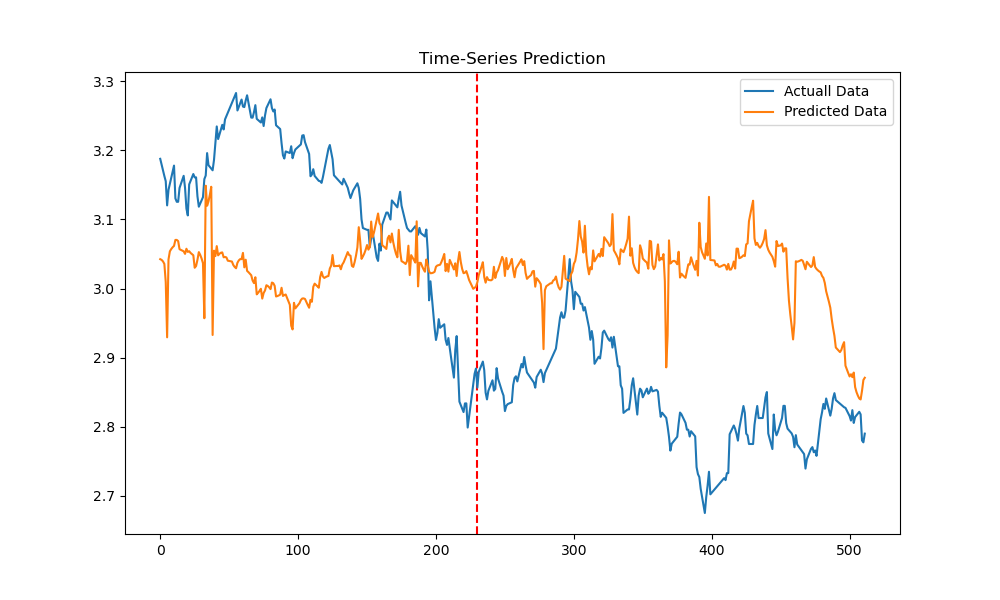 Time-Series Prediction
Actuall Data
Predicted Data
3.3
3.2
3.1
3.0
2.9
2.8
2.7
0 100 200 300 400 500